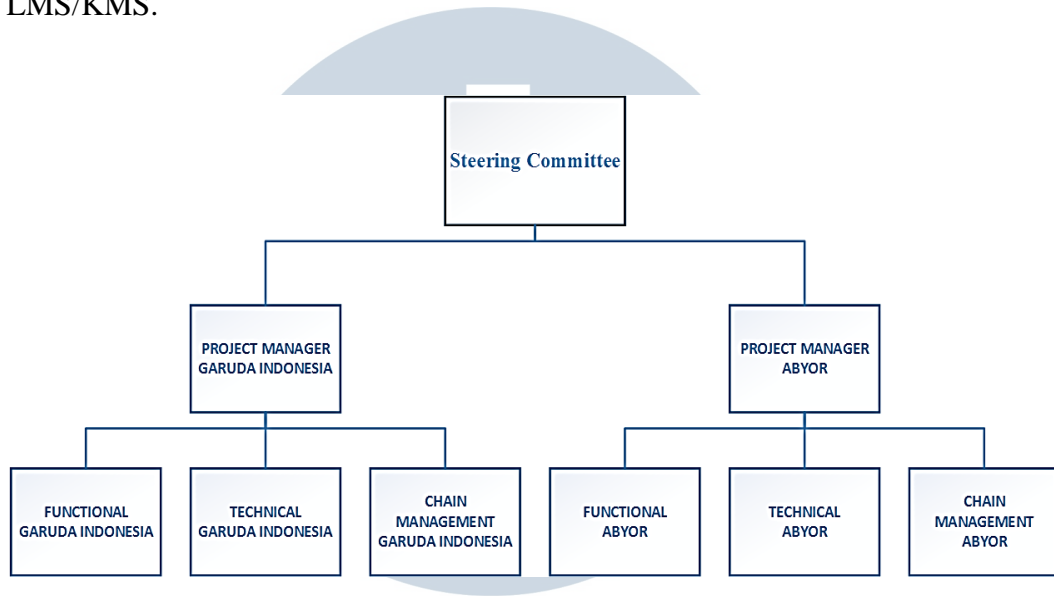 LMS/KMS.
Steering Committee
PROJECT MANAGER
GARUDA INDONESIA
PROJECT MANAGER
ABYOR
FUNCTIONAL
GARUDA INDONESIA
TECHNICAL
GARUDA INDONESIA
CHAIN
MANAGEMENT
GARUDA INDONESIA
FUNCTIONAL
ABYOR
TECHNICAL
ABYOR
CHAIN
MANAGEMENT
ABYOR